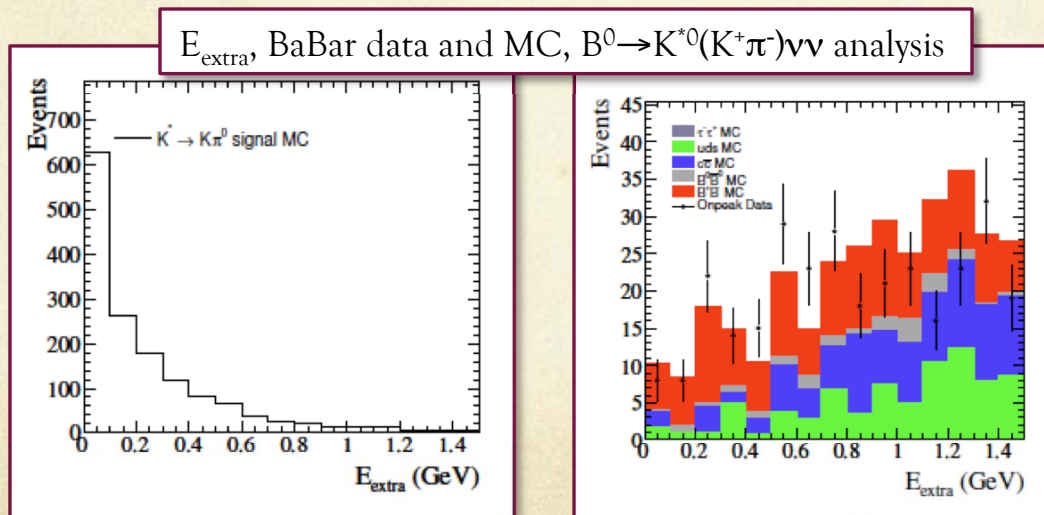 E_extra, BaBar data and MC, B⁰→K*⁰(K⁺π⁻)νν analysis
Events
700
600
500
400
300
200
100
0
K* → Kπ⁰ signal MC
0 0.2 0.4 0.6 0.8 1 1.2 1.4
E_extra (GeV)
Events
45
40
35
30
25
20
15
10
5
0
τ⁻τ⁺ MC
uds MC
cc̅ MC
B⁰B̅⁰ MC
B⁺B⁻ MC
Onpeak Data
0 0.2 0.4 0.6 0.8 1 1.2 1.4
E_extra (GeV)